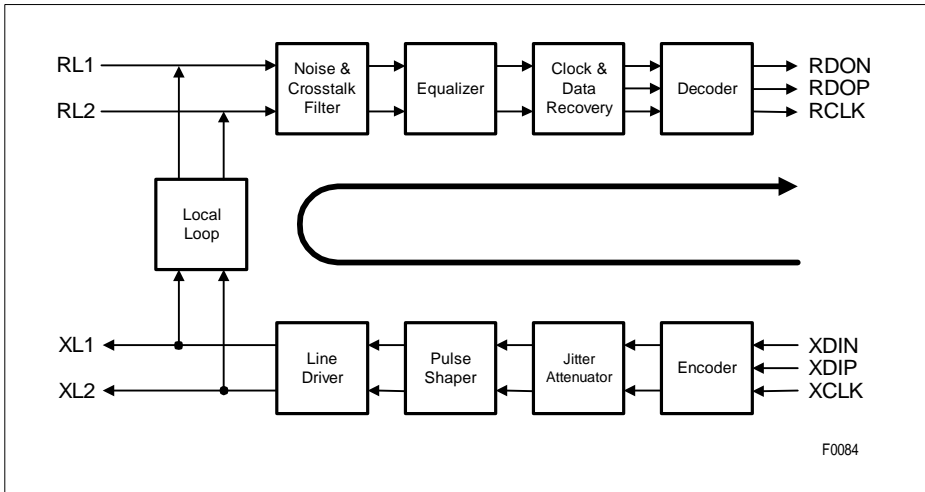 RL1
RL2
Noise &
Crosstalk
Filter
Equalizer
Clock &
Data
Recovery
Decoder
RDON
RDOP
RCLK
Local
Loop
XL1
XL2
Line
Driver
Pulse
Shaper
Jitter
Attenuator
Encoder
XDIN
XDIP
XCLK
F0084